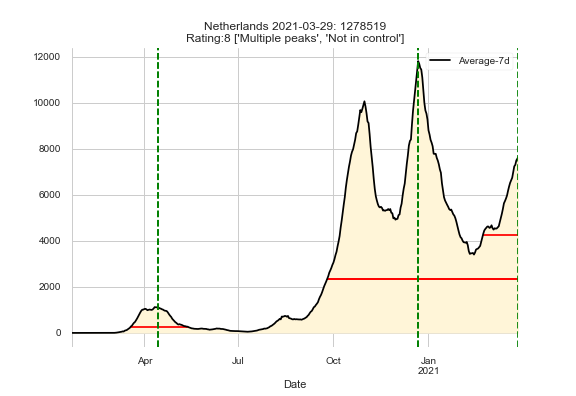 Netherlands 2021-03-29: 1278519
Rating:8 ['Multiple peaks', 'Not in control']
Average-7d
12000
10000
8000
6000
4000
2000
0
Apr
Jul
Oct
Jan
2021
Date